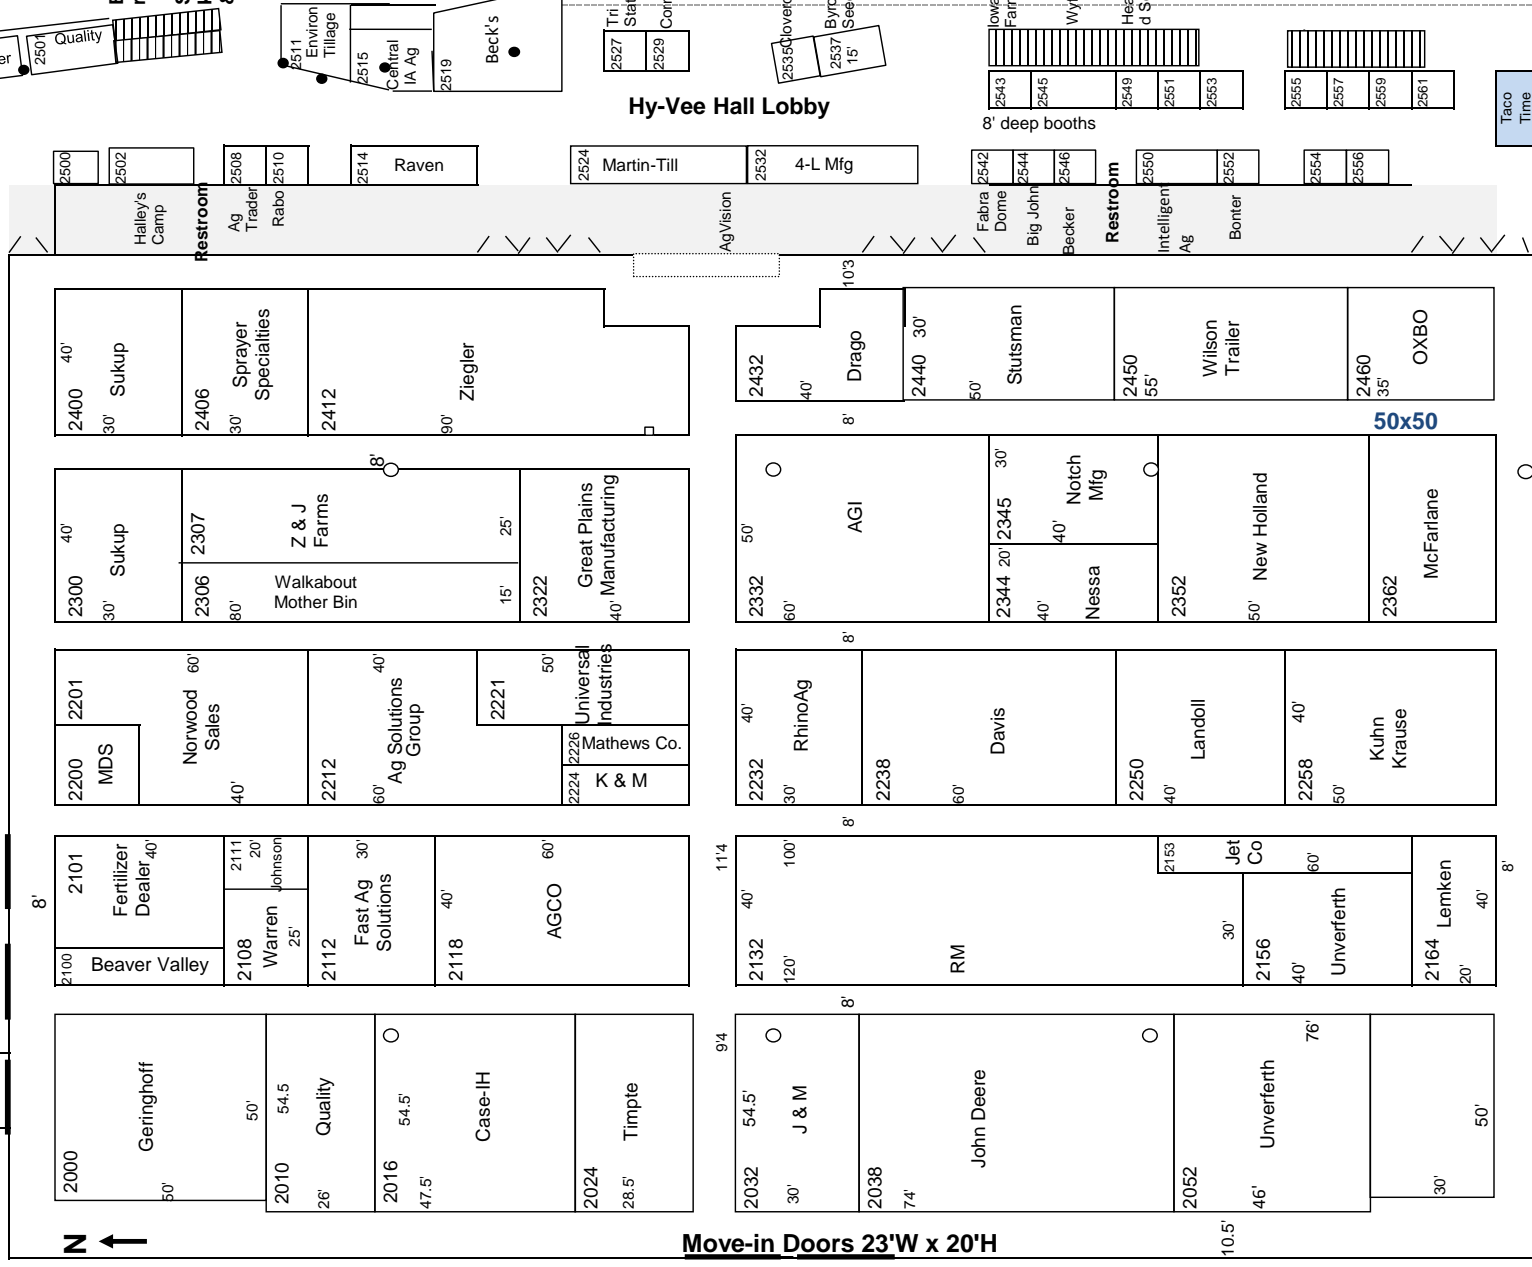 2501
Quality
2511
Environ
Tillage
2515
Central
IA Ag
2519
Beck's
Tri
2527
2529
2535
2537
15'
2543
2545
2549
2551
2553
2555
2557
2559
2561
Taco
Time
Hy-Vee Hall Lobby
8' deep booths
2500
2502
2508
2510
2514
Raven
2524
Martin-Till
2532
4-L Mfg
2542
2544
2546
2550
2552
2554
2556
Halley's
Camp
Restroom
Ag
Trader
Rabo
AgVision
Fabra
Dome
Big John
Becker
Restroom
Intelligent
Ag
Bonter
10'3
2400
40'
30'
Sukup
2406
30'
Sprayer
Specialties
2412
90'
Ziegler
2432
40'
Drago
2440
30'
50'
Stutsman
2450
55'
Wilson
Trailer
2460
35'
OXBO
8'
50x50
8'
2300
40'
30'
Sukup
2307
Z & J
Farms
25'
2306
80'
Walkabout
Mother Bin
15'
2322
Great Plains
Manufacturing
40'
2332
50'
60'
AGI
2345
30'
40'
Notch
Mfg
2344
20'
40'
Nessa
2352
50'
New Holland
2362
McFarlane
8'
2201
60'
Norwood
Sales
40'
2200
MDS
2212
40'
60'
Ag Solutions
Group
2221
50'
Universal
Industries
2226
Mathews Co.
2224
K & M
2232
40'
30'
RhinoAg
2238
60'
Davis
2250
40'
Landoll
2258
40'
50'
Kuhn
Krause
8'
8'
2101
Fertilizer
Dealer
40'
2100
Beaver Valley
2111
20'
Johnson
2108
Warren
25'
2112
30'
Fast Ag
Solutions
2118
40'
60'
AGCO
11'4
2132
40'
100'
120'
RM
2153
Jet
Co
60'
30'
2156
40'
Unverferth
2164
Lemken
40'
20'
8'
8'
2000
Geringhoff
50'
50'
2010
54.5
26'
Quality
2016
54.5'
47.5'
Case-IH
2024
28.5'
Timpte
9'4
2032
54.5'
30'
J & M
2038
74'
John Deere
2052
46'
76'
Unverferth
50'
30'
10.5'
N
Move-in Doors 23'W x 20'H